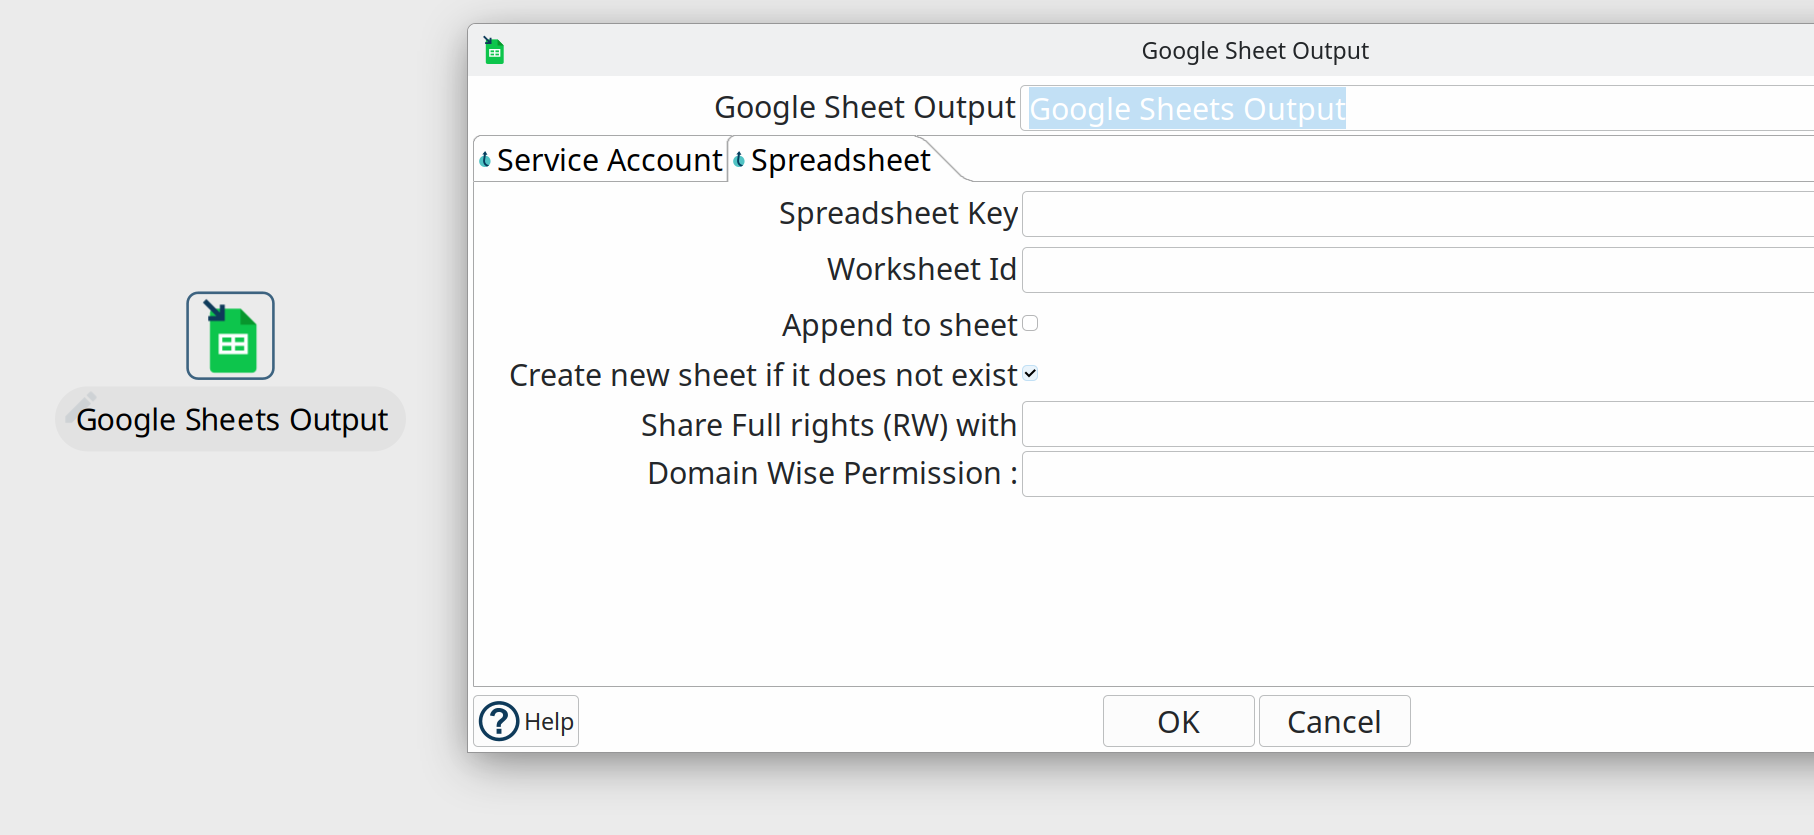 Google Sheets Output
Google Sheet Output
Google Sheet Output Google Sheets Output
Service Account Spreadsheet
Spreadsheet Key
Worksheet Id
Append to sheet
Create new sheet if it does not exist
Share Full rights (RW) with
Domain Wise Permission :
Help OK Cancel